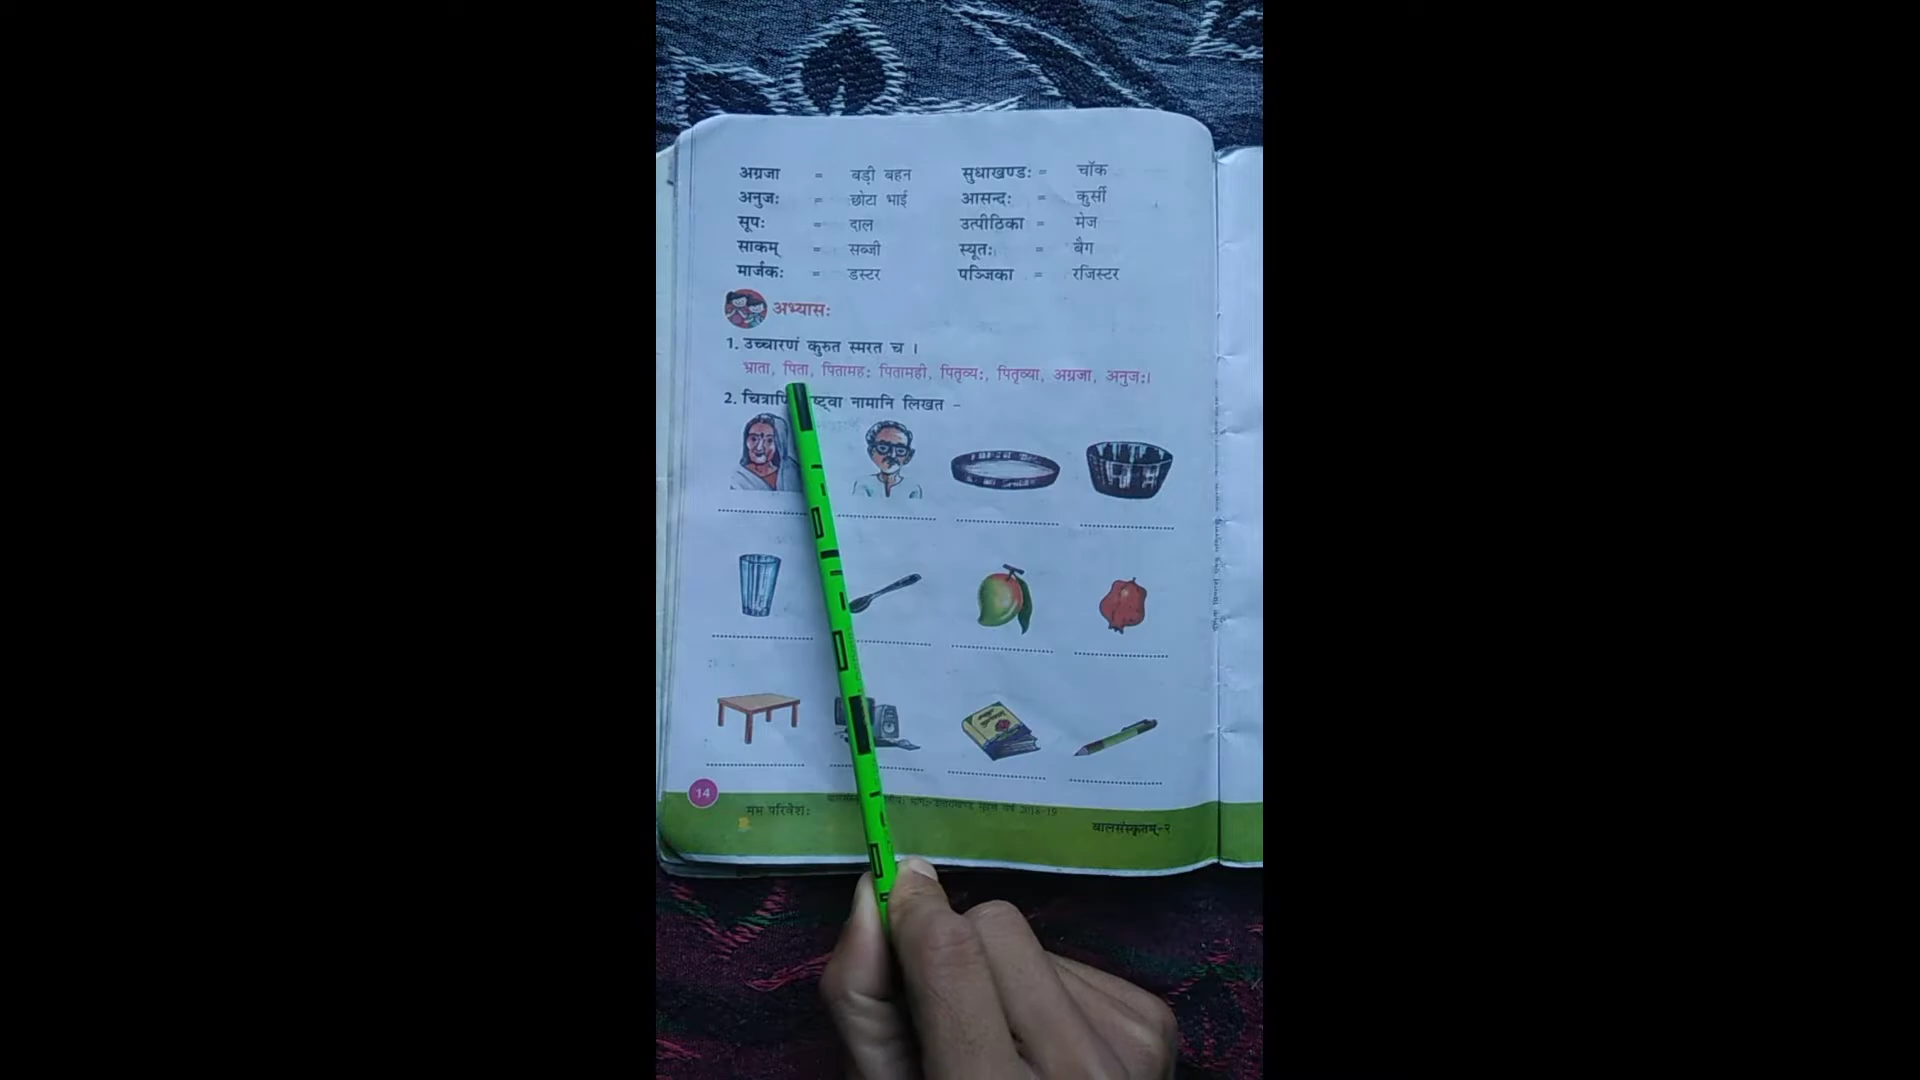 अग्रजा = बड़ी बहन सुधाखण्डः = चॉक
अनुजः = छोटा भाई आसन्दः = कुर्सी
सूपः = दाल उत्पीठिका = मेज
साकम् = सब्जी स्यूतः = बैग
मार्जकः = डस्टर पञ्जिका = रजिस्टर
अभ्यासः
1. उच्चारणं कुरुत स्मरत च ।
भ्राता, पिता, पितामहः पितामही, पितृव्यः, पितृव्या, अग्रजा, अनुजः।
2. नामानि लिखत -
14
मम परिवेशः
बालसंस्कृतम्-२